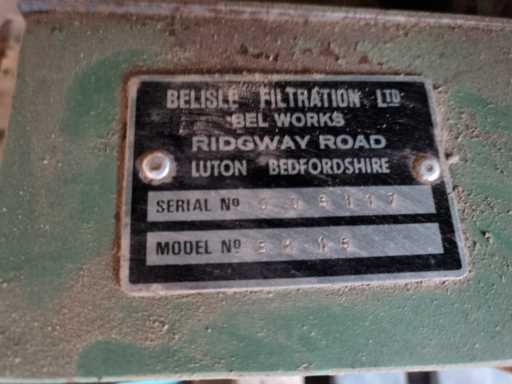 BELISLE FILTRATION LTD
BEL WORKS
RIDGWAY ROAD
LUTON BEDFORDSHIRE
SERIAL Nº
MODEL Nº